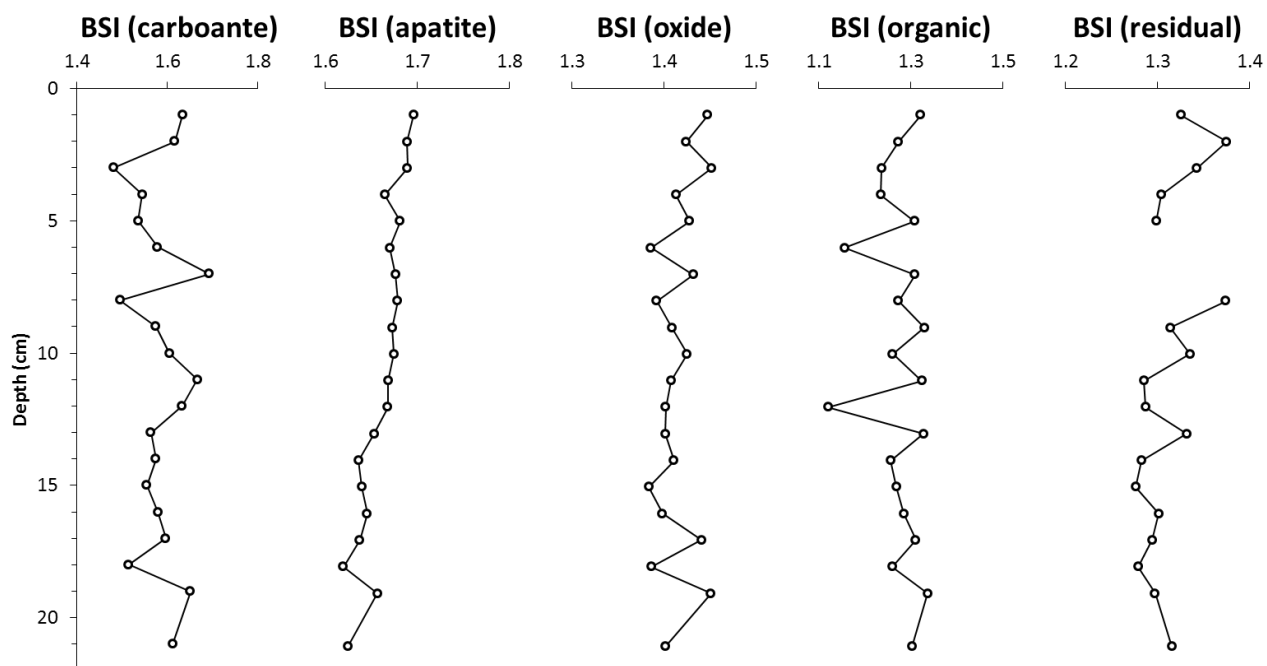 BSI (carboante) BSI (apatite) BSI (oxide) BSI (organic) BSI (residual)
1.4 1.6 1.8 1.6 1.7 1.8 1.3 1.4 1.5 1.1 1.3 1.5 1.2 1.3 1.4
0
5
10
15
20
Depth (cm)